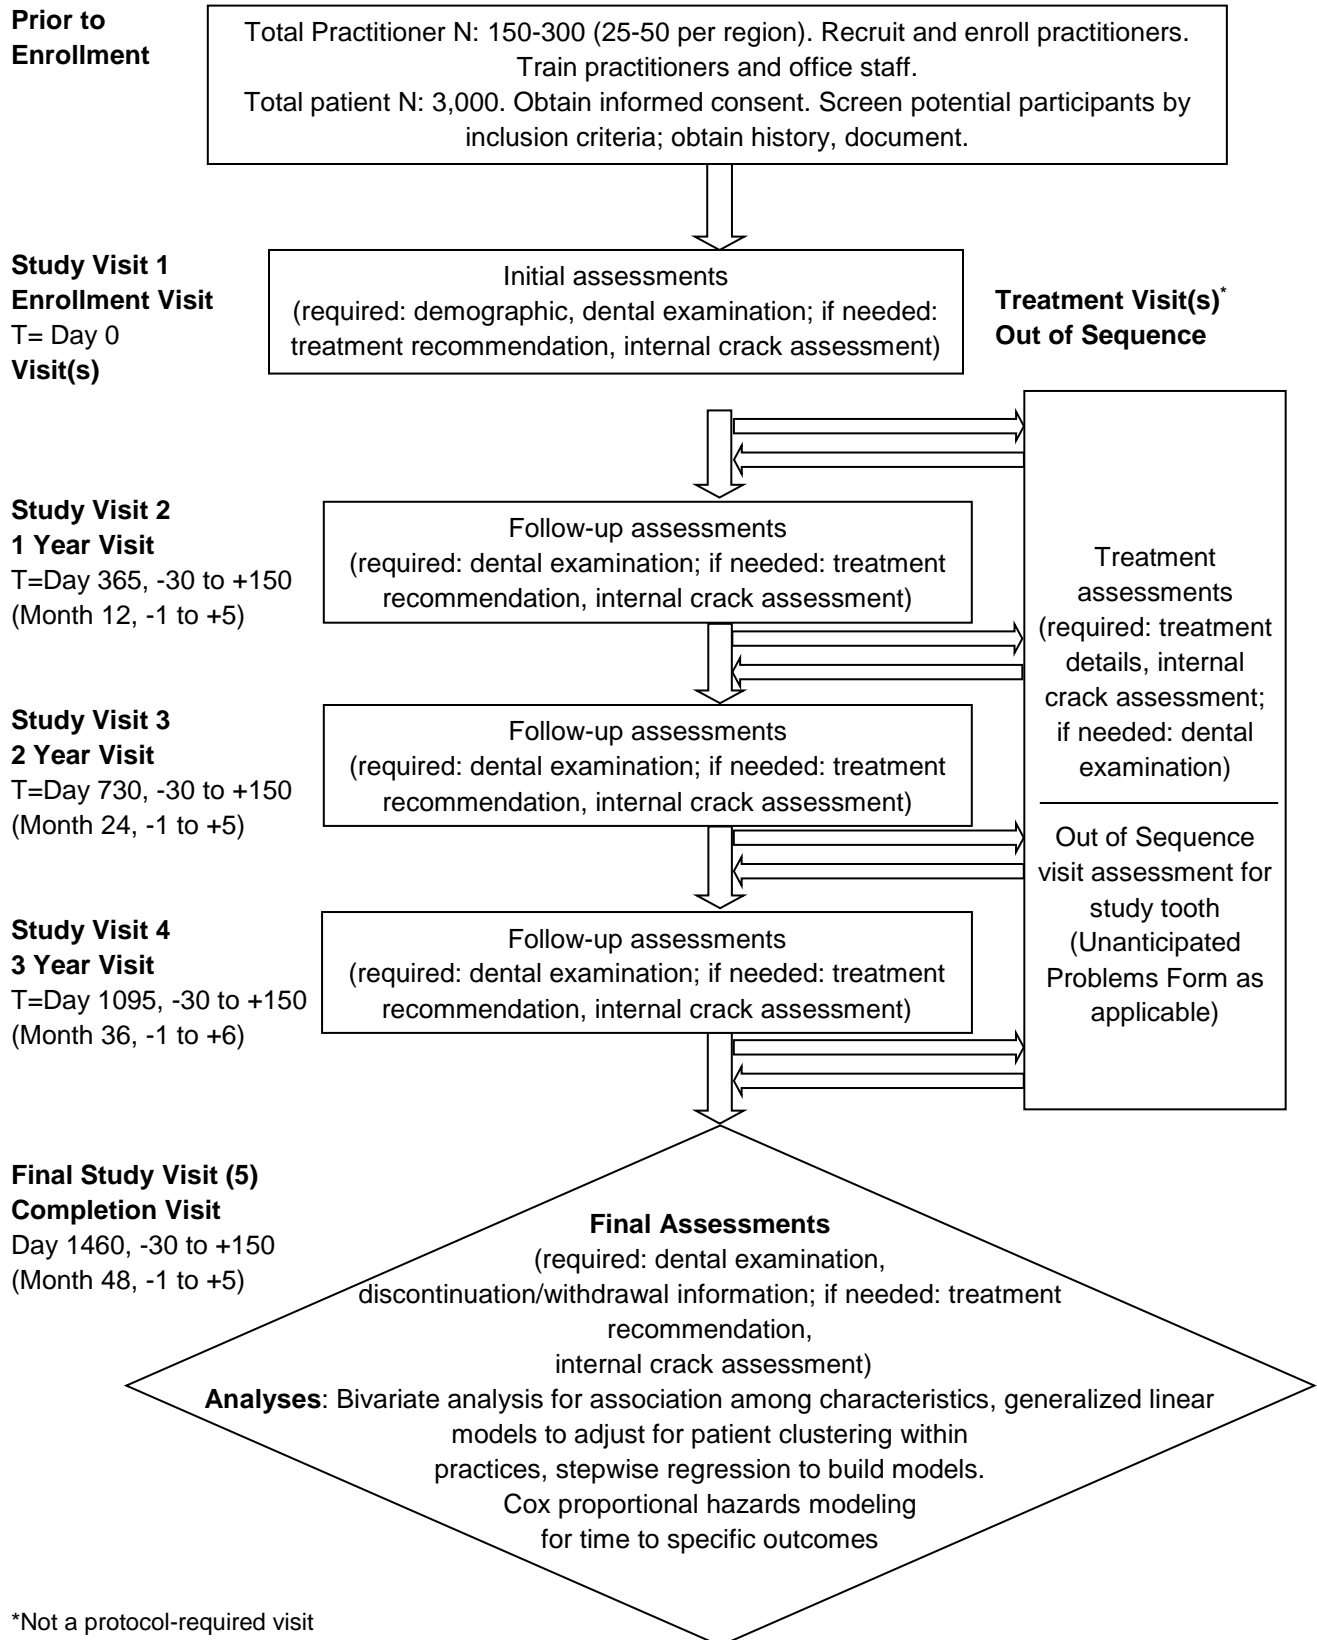 Prior to
Enrollment
Total Practitioner N: 150-300 (25-50 per region). Recruit and enroll practitioners.
Train practitioners and office staff.
Total patient N: 3,000. Obtain informed consent. Screen potential participants by
inclusion criteria; obtain history, document.
Study Visit 1
Enrollment Visit
T= Day 0
Visit(s)
Initial assessments
(required: demographic, dental examination; if needed:
treatment recommendation, internal crack assessment)
Treatment Visit(s)*
Out of Sequence
Study Visit 2
1 Year Visit
T=Day 365, -30 to +150
(Month 12, -1 to +5)
Follow-up assessments
(required: dental examination; if needed: treatment
recommendation, internal crack assessment)
Treatment
assessments
(required: treatment
details, internal
crack assessment;
if needed: dental
examination)
Study Visit 3
2 Year Visit
T=Day 730, -30 to +150
(Month 24, -1 to +5)
Follow-up assessments
(required: dental examination; if needed: treatment
recommendation, internal crack assessment)
Out of Sequence
visit assessment for
study tooth
(Unanticipated
Problems Form as
applicable)
Study Visit 4
3 Year Visit
T=Day 1095, -30 to +150
(Month 36, -1 to +6)
Follow-up assessments
(required: dental examination; if needed: treatment
recommendation, internal crack assessment)
Final Study Visit (5)
Completion Visit
Day 1460, -30 to +150
(Month 48, -1 to +5)
Final Assessments
(required: dental examination,
discontinuation/withdrawal information; if needed: treatment
recommendation,
internal crack assessment)
Analyses: Bivariate analysis for association among characteristics, generalized linear
models to adjust for patient clustering within
practices, stepwise regression to build models.
Cox proportional hazards modeling
for time to specific outcomes
*Not a protocol-required visit